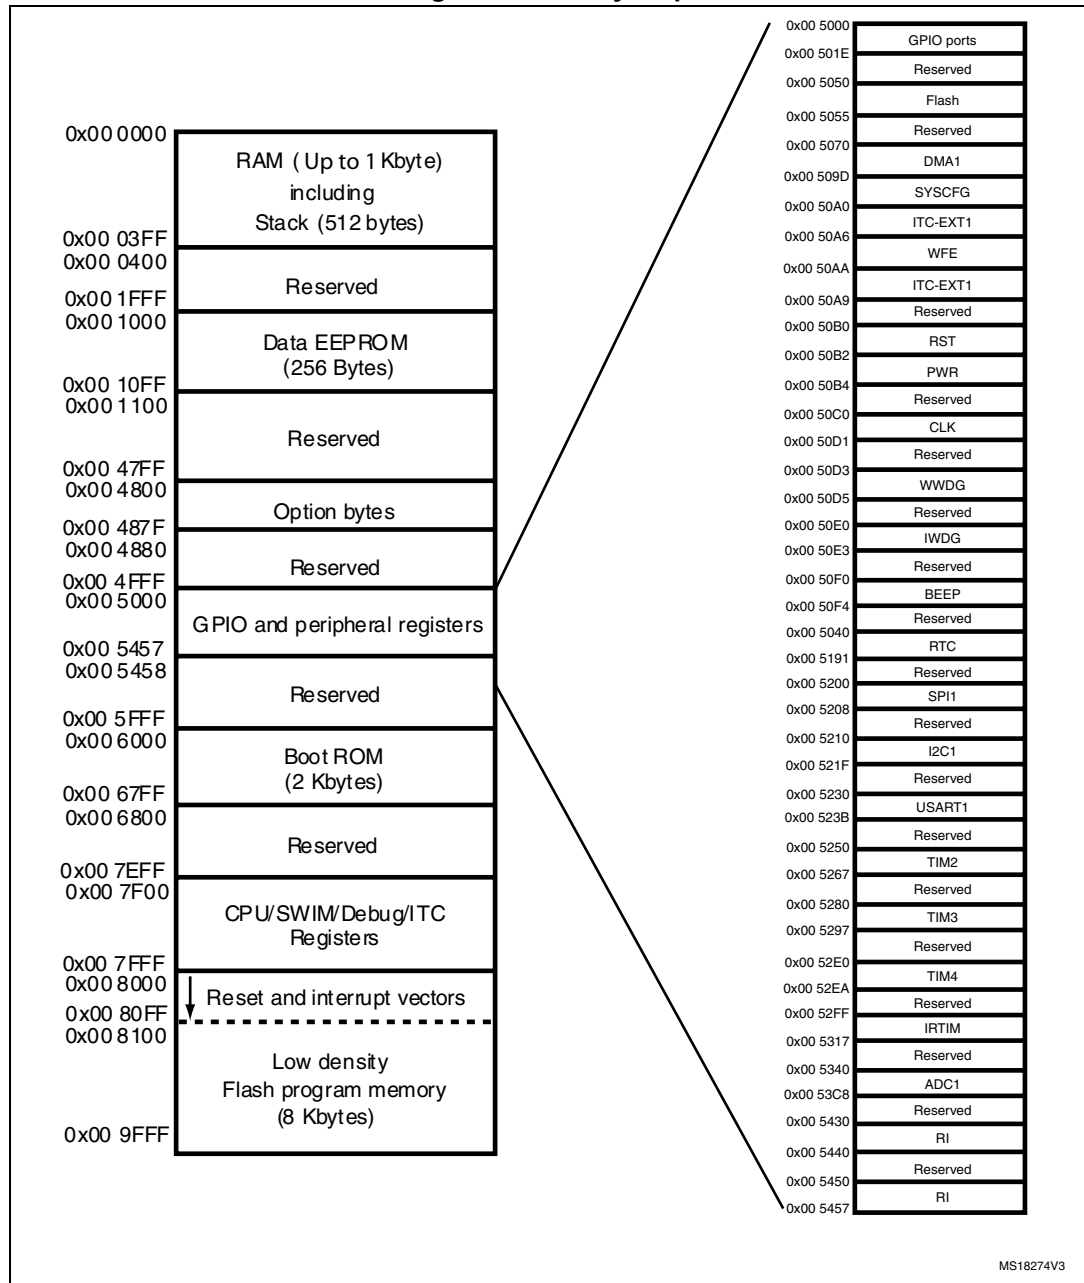 0x00 0000
RAM (Up to 1 Kbyte)
including
Stack (512 bytes)
0x00 03FF
0x00 0400
Reserved
0x00 1FFF
0x00 1000
Data EEPROM
(256 Bytes)
0x00 10FF
0x00 1100
Reserved
0x00 47FF
0x00 4800
Option bytes
0x00 487F
0x00 4880
Reserved
0x00 4FFF
0x00 5000
GPIO and peripheral registers
0x00 5457
0x00 5458
Reserved
0x00 5FFF
0x00 6000
Boot ROM
(2 Kbytes)
0x00 67FF
0x00 6800
Reserved
0x00 7EFF
0x00 7F00
CPU/SWIM/Debug/ITC
Registers
0x00 7FFF
0x00 8000
Reset and interrupt vectors
0x00 80FF
0x00 8100
Low density
Flash program memory
(8 Kbytes)
0x00 9FFF
0x00 5000
GPIO ports
0x00 501E
Reserved
0x00 5050
Flash
0x00 5055
Reserved
0x00 5070
DMA1
0x00 509D
SYSCFG
0x00 50A0
ITC-EXT1
0x00 50A6
WFE
0x00 50AA
ITC-EXT1
0x00 50A9
Reserved
0x00 50B0
RST
0x00 50B2
PWR
0x00 50B4
Reserved
0x00 50C0
CLK
0x00 50D1
Reserved
0x00 50D3
WWDG
0x00 50D5
Reserved
0x00 50E0
IWDG
0x00 50E3
Reserved
0x00 50F0
BEEP
0x00 50F4
Reserved
0x00 5040
RTC
0x00 5191
Reserved
0x00 5200
SPI1
0x00 5208
Reserved
0x00 5210
I2C1
0x00 521F
Reserved
0x00 5230
USART1
0x00 523B
Reserved
0x00 5250
TIM2
0x00 5267
Reserved
0x00 5280
TIM3
0x00 5297
Reserved
0x00 52E0
TIM4
0x00 52EA
Reserved
0x00 52FF
IRTIM
0x00 5317
Reserved
0x00 5340
ADC1
0x00 53C8
Reserved
0x00 5430
RI
0x00 5440
Reserved
0x00 5450
RI
0x00 5457
MS18274V3